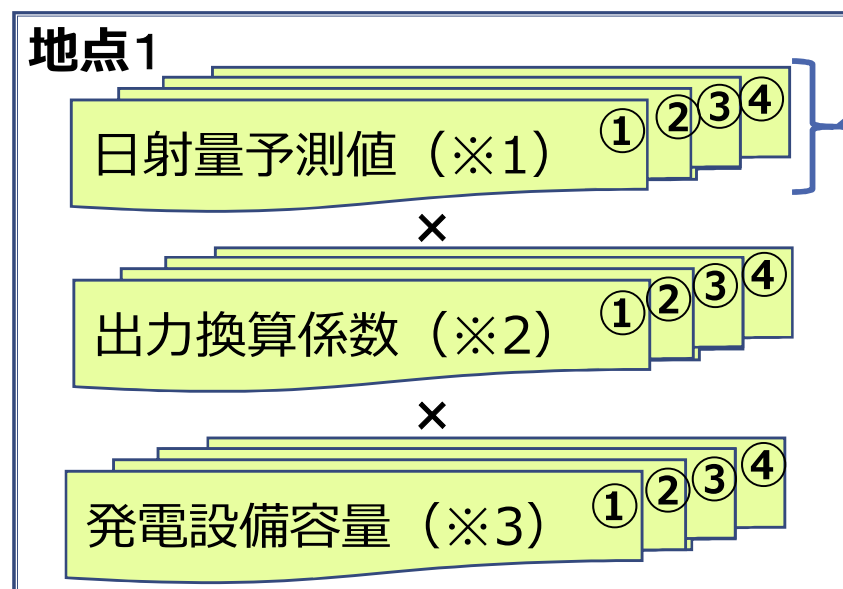 地点1
日射量予測値（※1） ① ② ③ ④
×
出力換算係数（※2） ① ② ③ ④
×
発電設備容量（※3） ① ② ③ ④